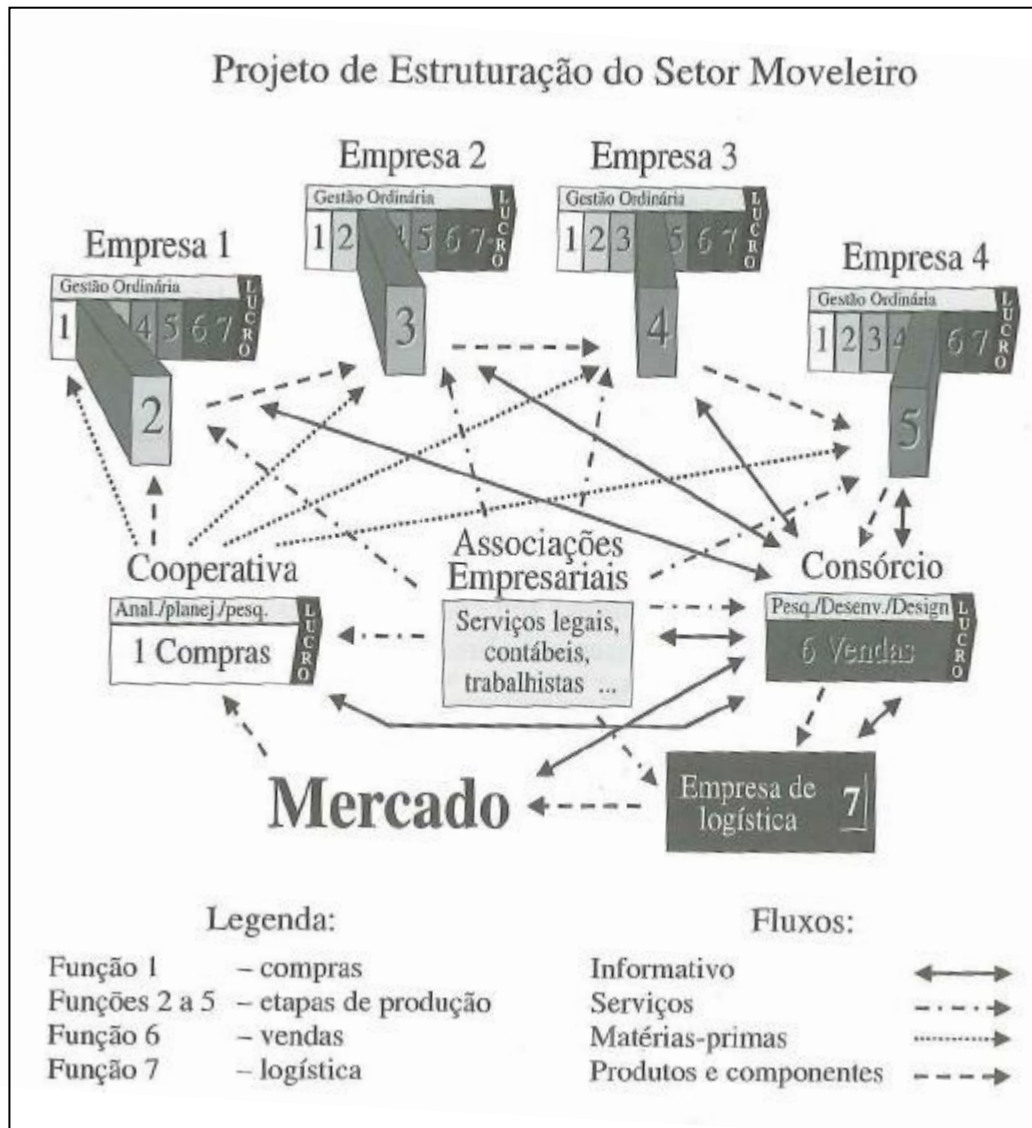 Projeto de Estruturação do Setor Moveleiro
Empresa 2
Gestão Ordinária
1 2 4 5 6 7
LUCRO
3
Empresa 3
Gestão Ordinária
1 2 3 5 6 7
LUCRO
4
Empresa 1
Gestão Ordinária
1 4 5 6 7
LUCRO
2
Empresa 4
Gestão Ordinária
1 2 3 4 6 7
LUCRO
5
Cooperativa
Anal./planej./pesq.
1 Compras
LUCRO
Associações
Empresariais
Serviços legais,
contábeis,
trabalhistas ...
Consórcio
Pesq./Desenv./Design
6 Vendas
LUCRO
Mercado
Empresa de
logística
7
Legenda:
Função 1 – compras
Funções 2 a 5 – etapas de produção
Função 6 – vendas
Função 7 – logística
Fluxos:
Informativo
Serviços
Matérias-primas
Produtos e componentes